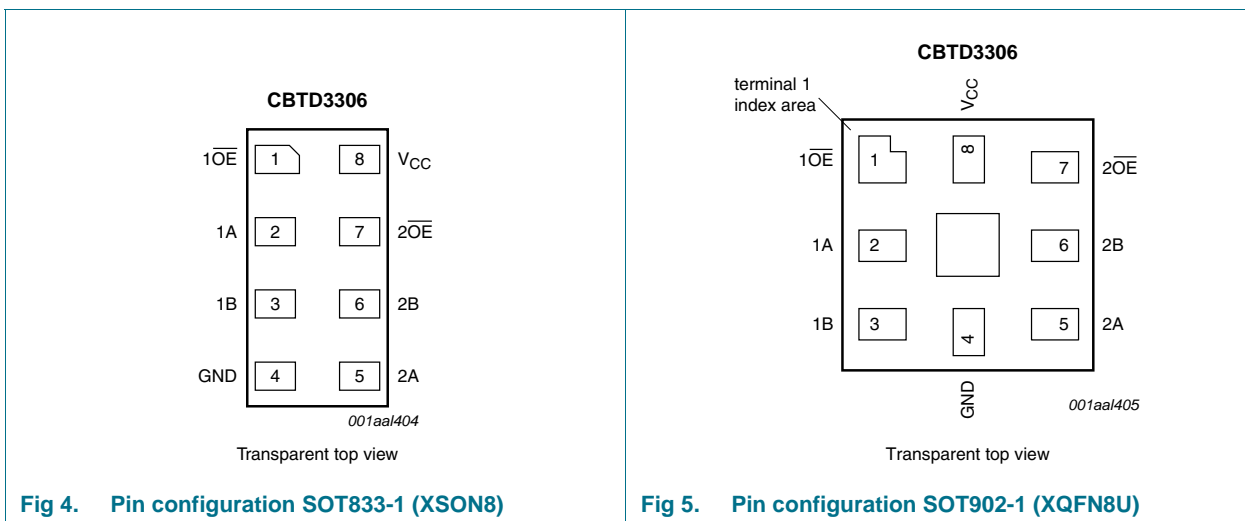 CBTD3306
1OE 1 8 VCC
1A 2 7 2OE
1B 3 6 2B
GND 4 5 2A
001aal404
Transparent top view
Fig 4. Pin configuration SOT833-1 (XSON8)
CBTD3306
terminal 1
index area
VCC
1OE 1 8 7 2OE
1A 2 6 2B
1B 3 4 5 2A
GND
001aal405
Transparent top view
Fig 5. Pin configuration SOT902-1 (XQFN8U)